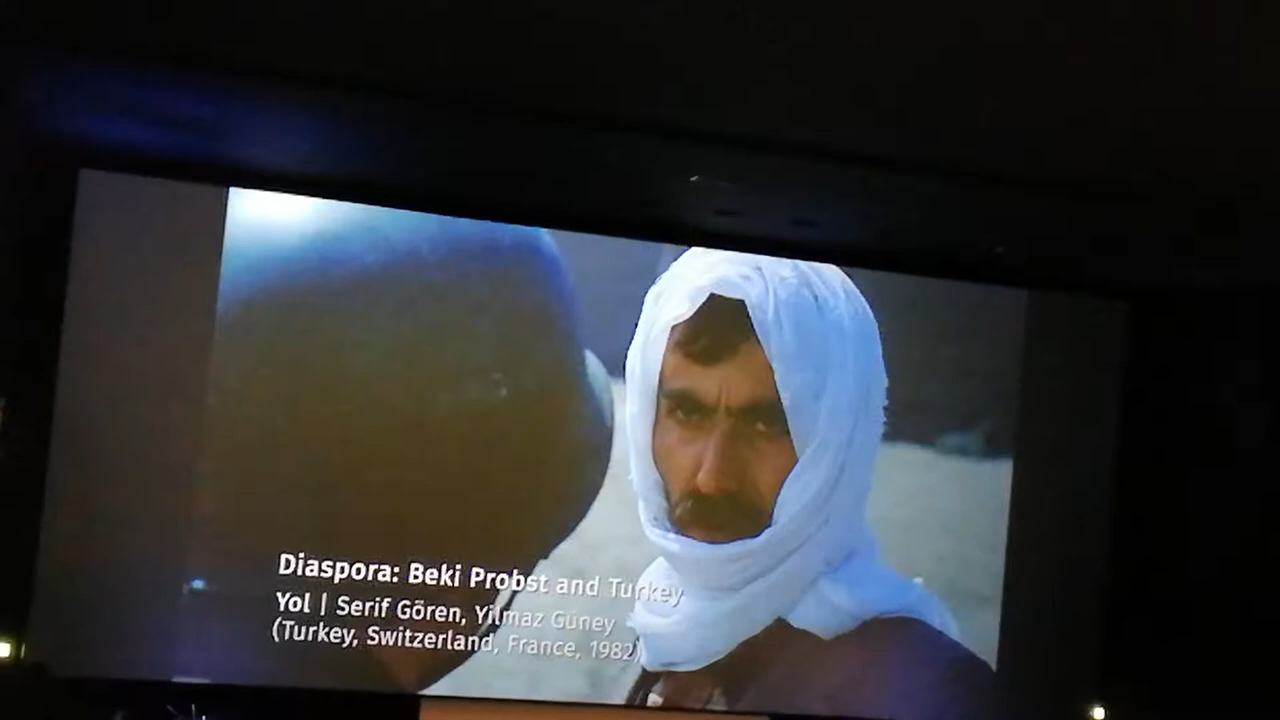 Diaspora: Beki Probst and Turkey
Yol | Serif Gören, Yilmaz Güney
(Turkey, Switzerland, France, 1982)